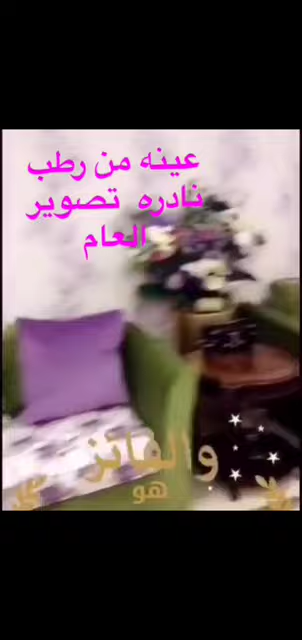 عينه من رطب
نادره تصوير
العام
والفائز
هو